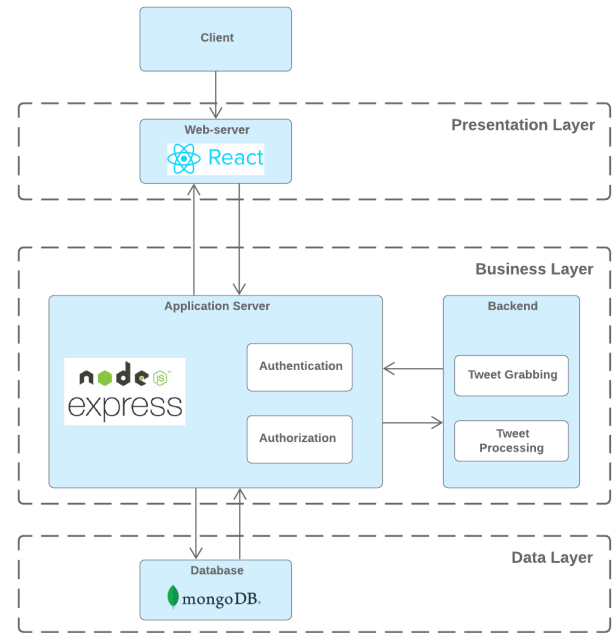 Client
Presentation Layer
Web-server
React
Business Layer
Application Server
Backend
node JS
express
Authentication
Tweet Grabbing
Authorization
Tweet
Processing
Data Layer
Database
mongoDB.